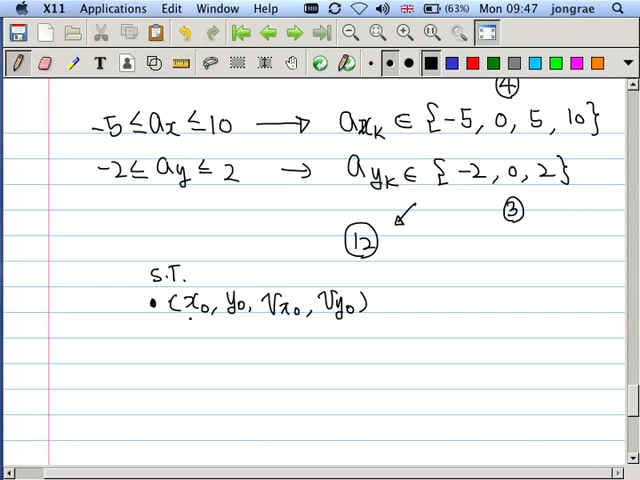 X11 Applications Edit Window Help (63%) Mon 09:47 jongrae
④
-5 ≤ ax ≤ 10 → axₖ ∈ {-5, 0, 5, 10}
-2 ≤ ay ≤ 2 → ayₖ ∈ {-2, 0, 2}
③
⑫
S.T.
• (x₀, y₀, Vx₀, Vy₀)